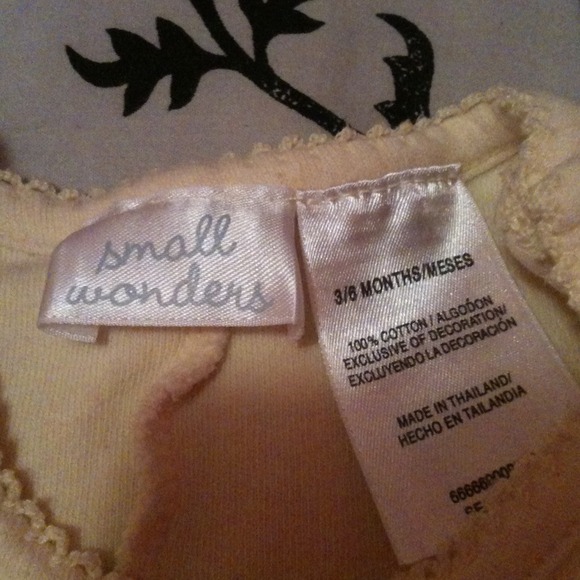 small
wonders
3/6 MONTHS/MESES
100% COTTON / ALGODON
EXCLUSIVE OF DECORATION/
EXCLUYENDO LA DECORACIÓN
MADE IN THAILAND/
HECHO EN TAILANDIA